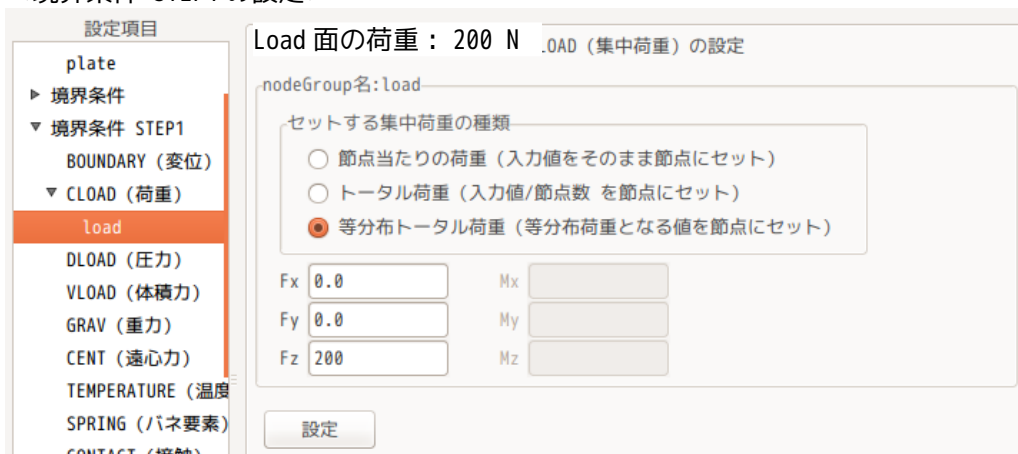 境界条件 STEP1 の設定
設定項目
plate
境界条件
境界条件 STEP1
BOUNDARY (変位)
CLOAD (荷重)
load
DLOAD (圧力)
VLOAD (体積力)
GRAV (重力)
CENT (遠心力)
TEMPERATURE (温度
SPRING (バネ要素)
CONTACT (接触)
Load 面の荷重: 200 N
LOAD (集中荷重) の設定
nodeGroup名:load
セットする集中荷重の種類
節点当たりの荷重 (入力値をそのまま節点にセット)
トータル荷重 (入力値/節点数 を節点にセット)
等分布トータル荷重 (等分布荷重となる値を節点にセット)
Fx 0.0 Mx
Fy 0.0 My
Fz 200 Mz
設定